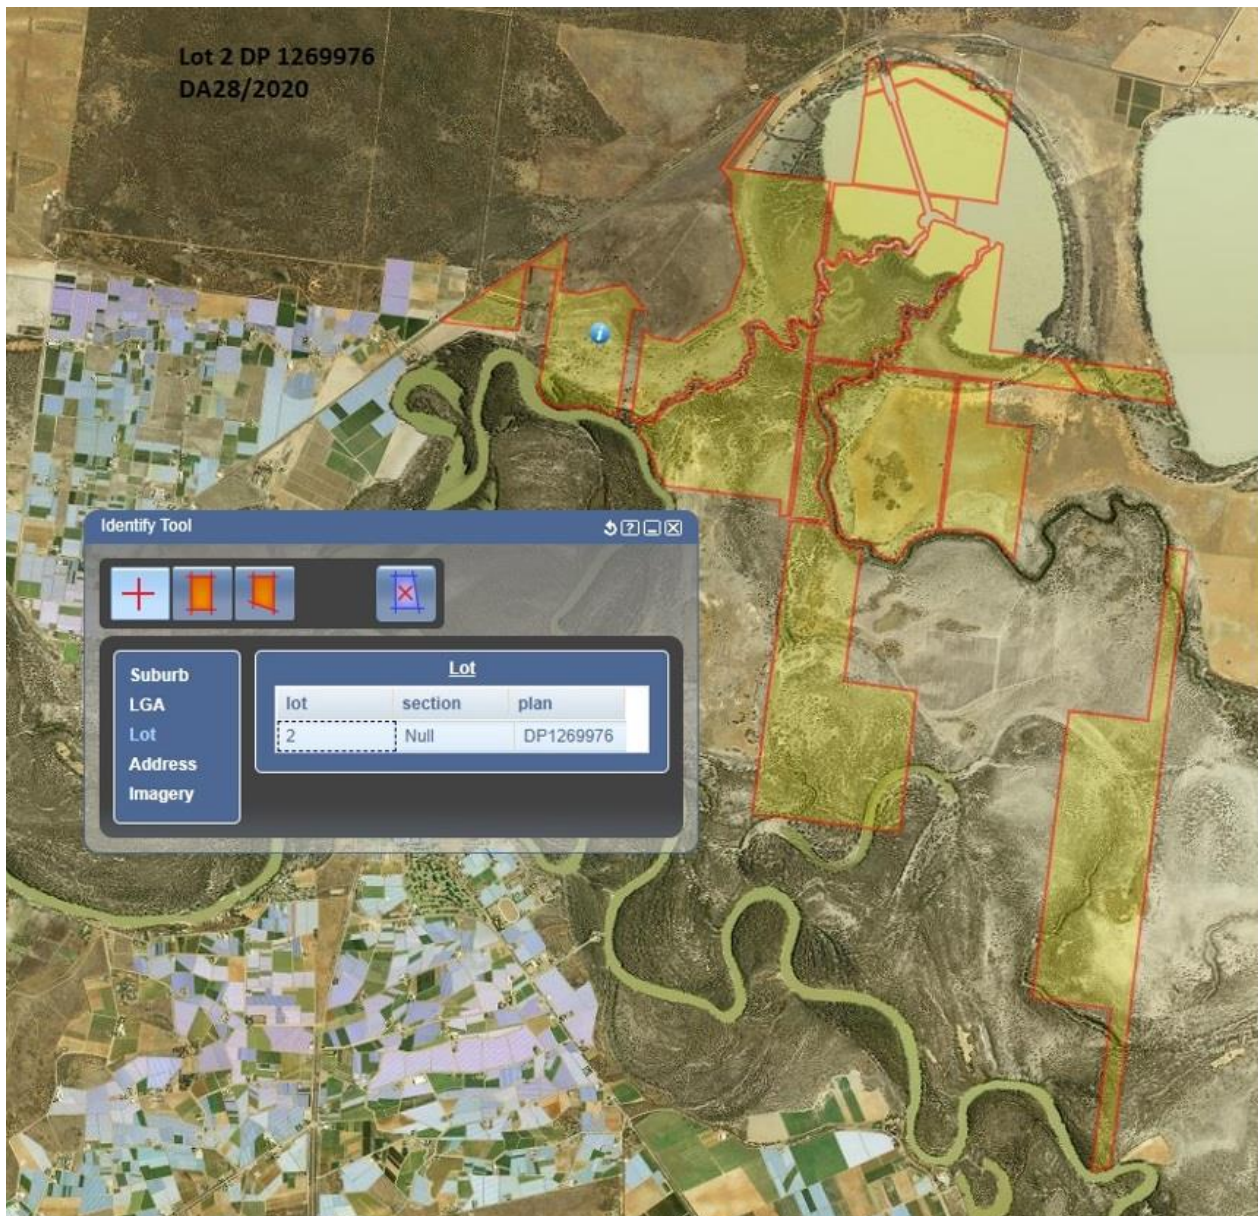 Lot 2 DP 1269976
DA28/2020
i
Identify Tool
?
Suburb
LGA
Lot
Address
Imagery
Lot
lot section plan
2 Null DP1269976